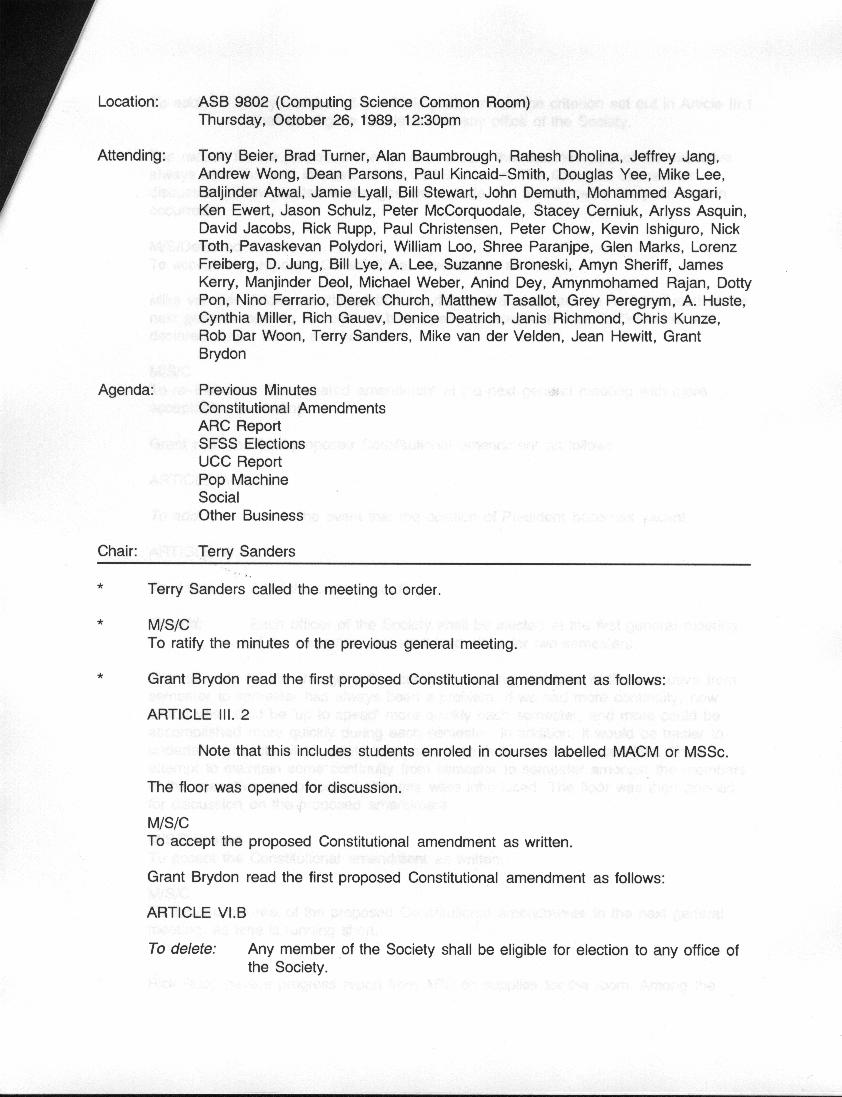 Location: ASB 9802 (Computing Science Common Room)
Thursday, October 26, 1989, 12:30pm
Attending: Tony Beier, Brad Turner, Alan Baumbrough, Rahesh Dholina, Jeffrey Jang,
Andrew Wong, Dean Parsons, Paul Kincaid-Smith, Douglas Yee, Mike Lee,
Baljinder Atwal, Jamie Lyall, Bill Stewart, John Demuth, Mohammed Asgari,
Ken Ewert, Jason Schulz, Peter McCorquodale, Stacey Cerniuk, Arlyss Asquin,
David Jacobs, Rick Rupp, Paul Christensen, Peter Chow, Kevin Ishiguro, Nick
Toth, Pavaskevan Polydori, William Loo, Shree Paranjpe, Glen Marks, Lorenz
Freiberg, D. Jung, Bill Lye, A. Lee, Suzanne Broneski, Amyn Sheriff, James
Kerry, Manjinder Deol, Michael Weber, Anind Dey, Amynmohamed Rajan, Dotty
Pon, Nino Ferrario, Derek Church, Matthew Tasallot, Grey Peregrym, A. Huste,
Cynthia Miller, Rich Gauev, Denice Deatrich, Janis Richmond, Chris Kunze,
Rob Dar Woon, Terry Sanders, Mike van der Velden, Jean Hewitt, Grant
Brydon
Agenda: Previous Minutes
Constitutional Amendments
ARC Report
SFSS Elections
UCC Report
Pop Machine
Social
Other Business
Chair: Terry Sanders
* Terry Sanders called the meeting to order.
* M/S/C
To ratify the minutes of the previous general meeting.
* Grant Brydon read the first proposed Constitutional amendment as follows:
ARTICLE III. 2
Note that this includes students enroled in courses labelled MACM or MSSc.
The floor was opened for discussion.
M/S/C
To accept the proposed Constitutional amendment as written.
Grant Brydon read the first proposed Constitutional amendment as follows:
ARTICLE VI.B
To delete: Any member of the Society shall be eligible for election to any office of
the Society.